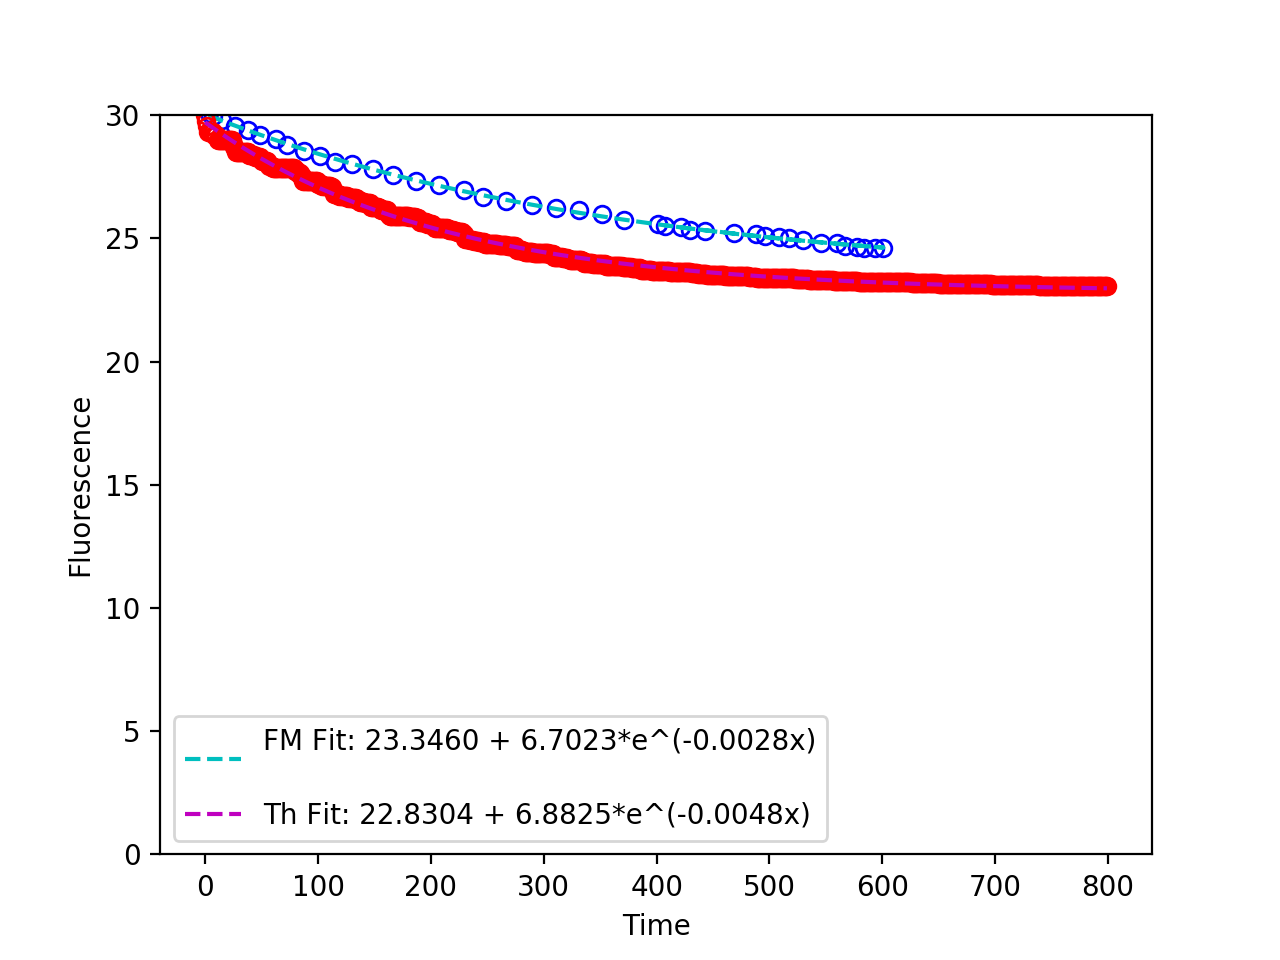 30
25
20
15
10
5
0
Fluorescence
FM Fit: 23.3460 + 6.7023*e^(-0.0028x)
Th Fit: 22.8304 + 6.8825*e^(-0.0048x)
0 100 200 300 400 500 600 700 800
Time